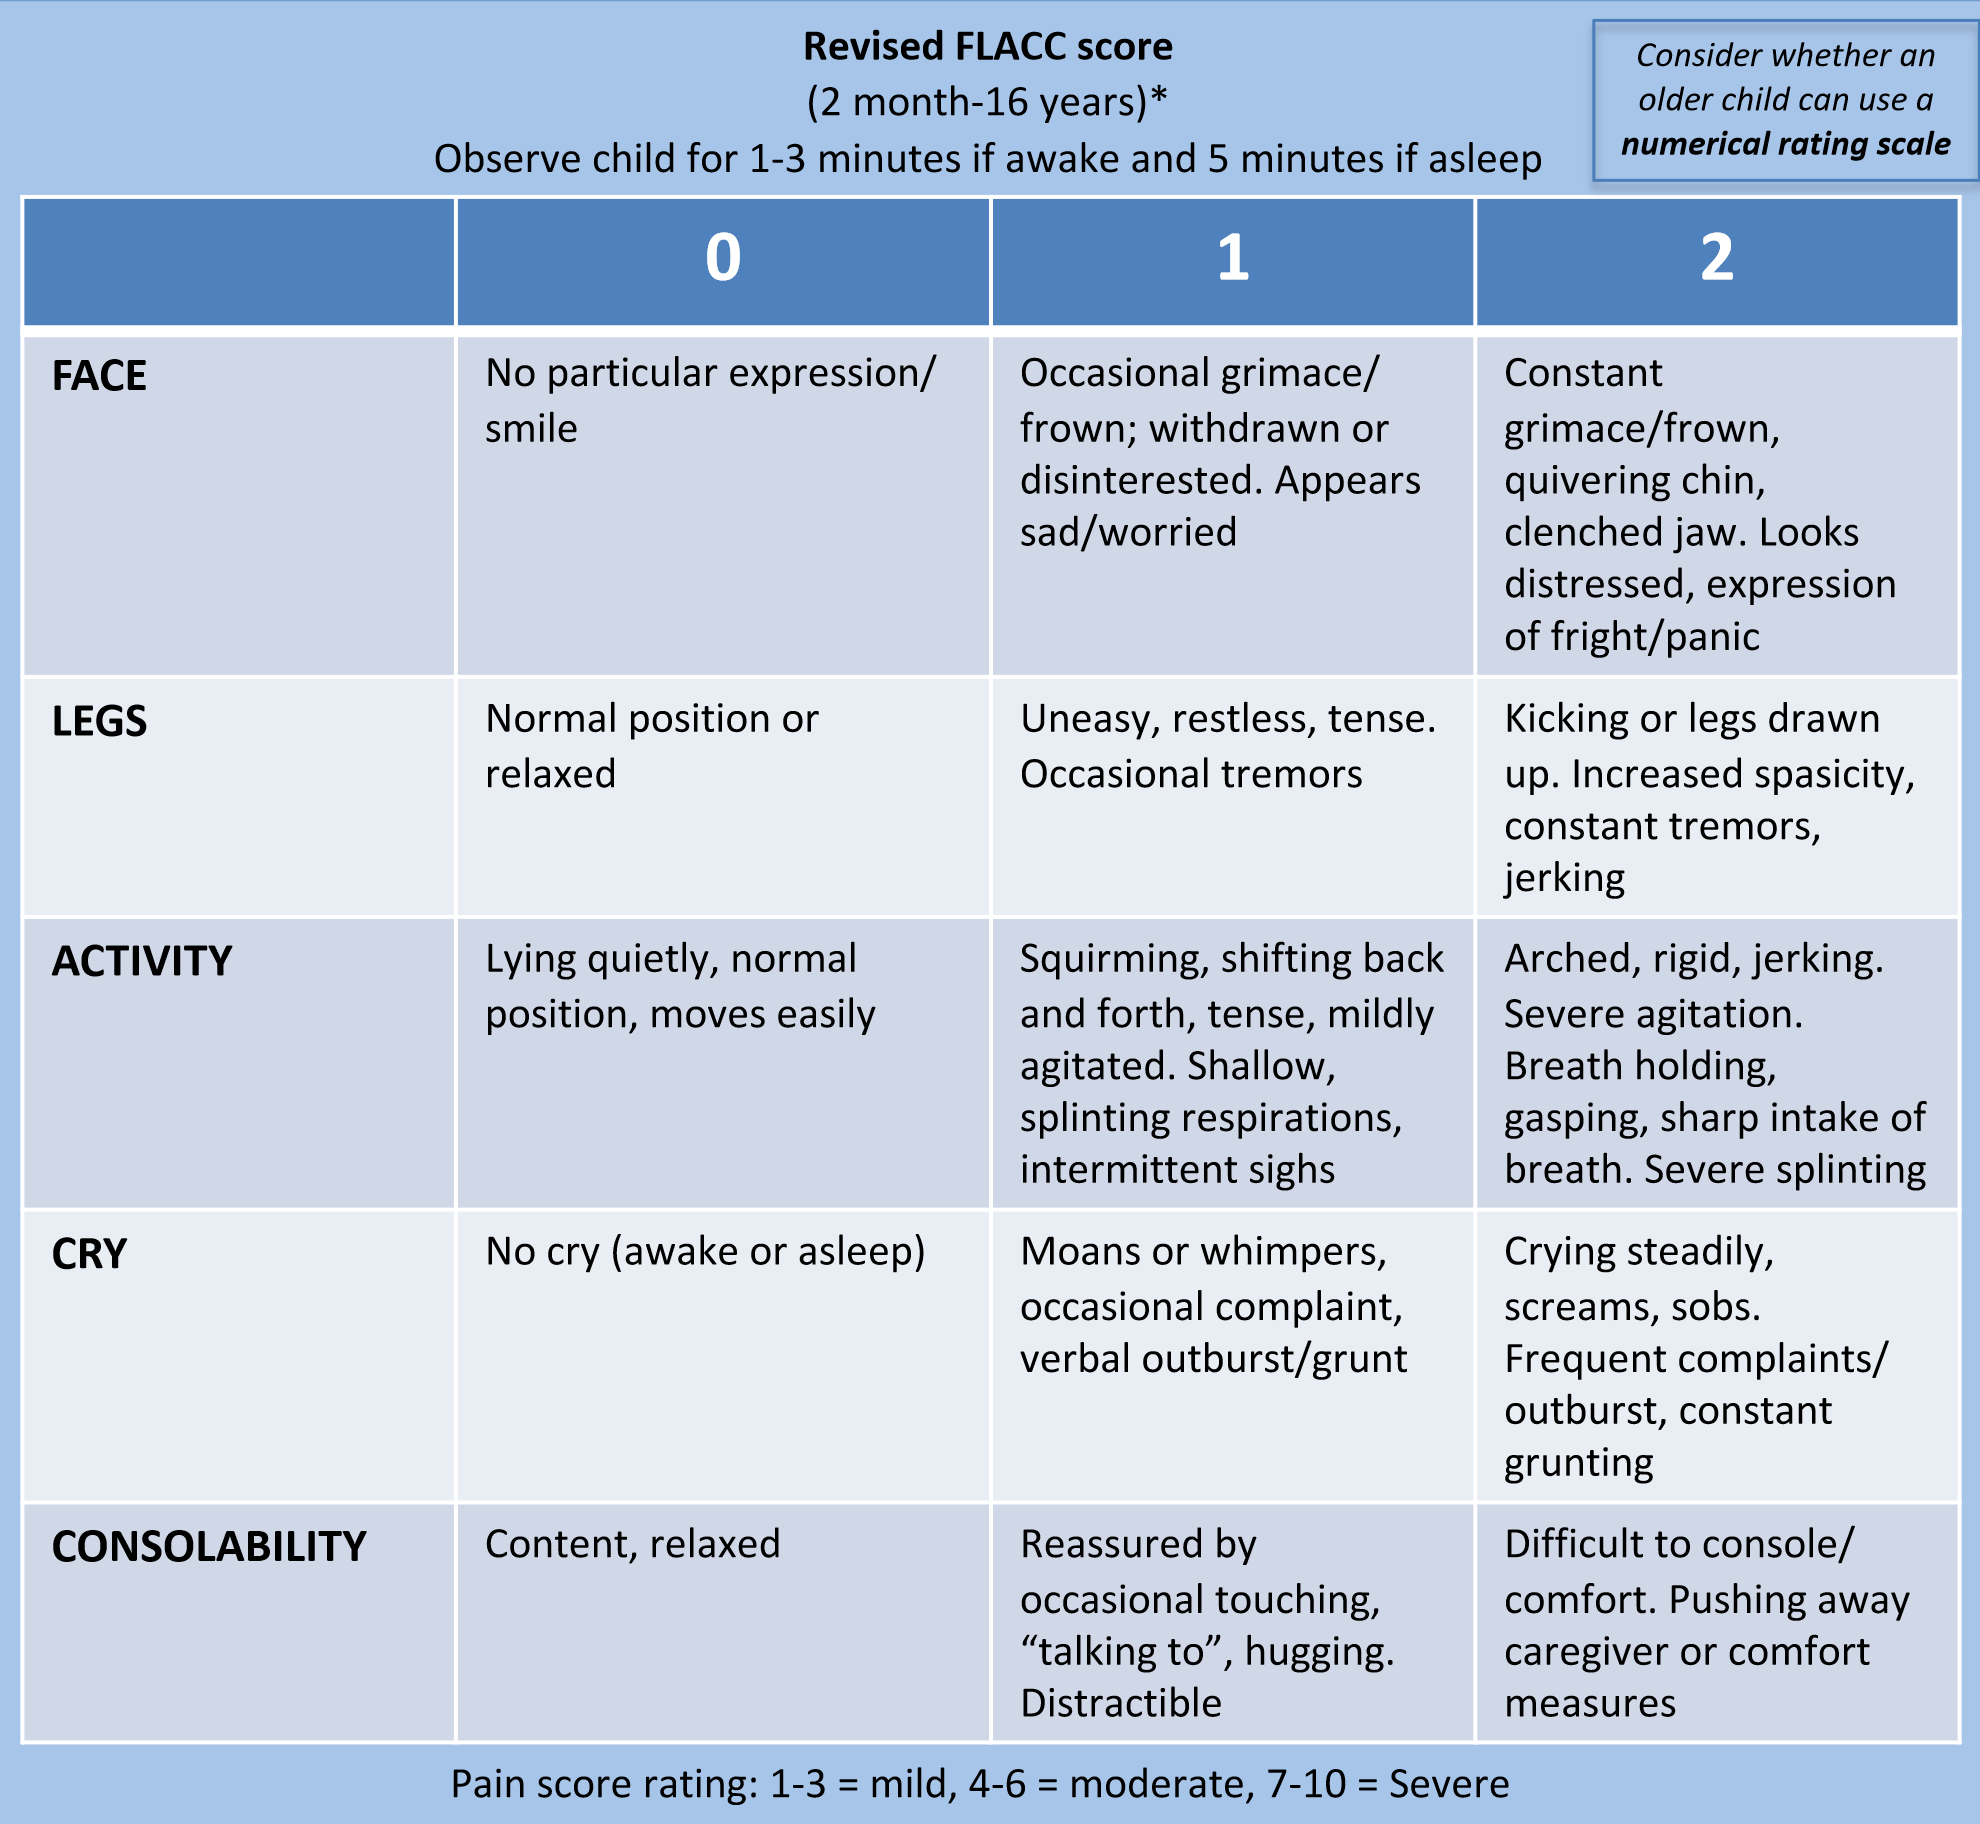 Revised FLACC score
(2 month-16 years)*
Observe child for 1-3 minutes if awake and 5 minutes if asleep
Consider whether an
older child can use a
numerical rating scale
0
1
2
FACE
No particular expression/
smile
Occasional grimace/
frown; withdrawn or
disinterested. Appears
sad/worried
Constant
grimace/frown,
quivering chin,
clenched jaw. Looks
distressed, expression
of fright/panic
LEGS
Normal position or
relaxed
Uneasy, restless, tense.
Occasional tremors
Kicking or legs drawn
up. Increased spasicity,
constant tremors,
jerking
ACTIVITY
Lying quietly, normal
position, moves easily
Squirming, shifting back
and forth, tense, mildly
agitated. Shallow,
splinting respirations,
intermittent sighs
Arched, rigid, jerking.
Severe agitation.
Breath holding,
gasping, sharp intake of
breath. Severe splinting
CRY
No cry (awake or asleep)
Moans or whimpers,
occasional complaint,
verbal outburst/grunt
Crying steadily,
screams, sobs.
Frequent complaints/
outburst, constant
grunting
CONSOLABILITY
Content, relaxed
Reassured by
occasional touching,
“talking to”, hugging.
Distractible
Difficult to console/
comfort. Pushing away
caregiver or comfort
measures
Pain score rating: 1-3 = mild, 4-6 = moderate, 7-10 = Severe